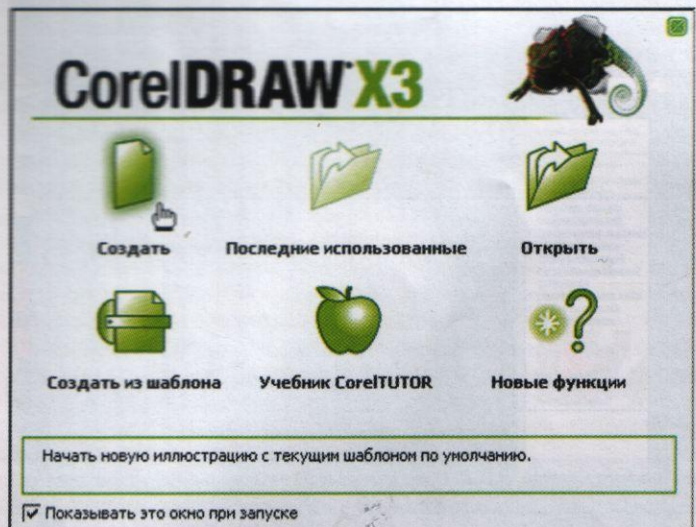 CorelDRAW X3
Создать
Последние использованные
Открыть
Создать из шаблона
Учебник CorelTUTOR
Новые функции
Начать новую иллюстрацию с текущим шаблоном по умолчанию.
Показывать это окно при запуске